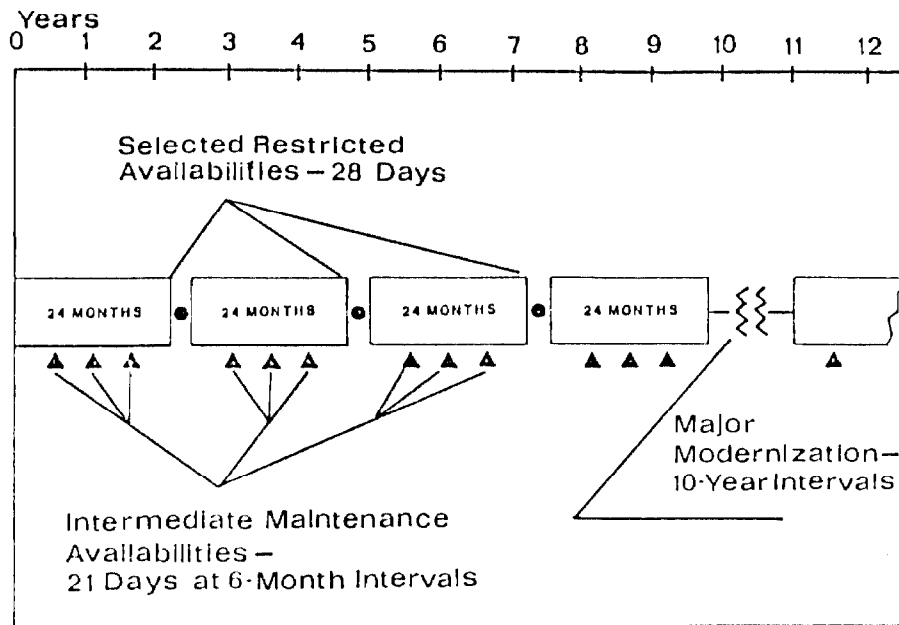 Years
0 1 2 3 4 5 6 7 8 9 10 11 12
Selected Restricted
Availabilities – 28 Days
24 MONTHS 24 MONTHS 24 MONTHS 24 MONTHS
Major
Modernization–
10-Year Intervals
Intermediate Maintenance
Availabilities –
21 Days at 6-Month Intervals